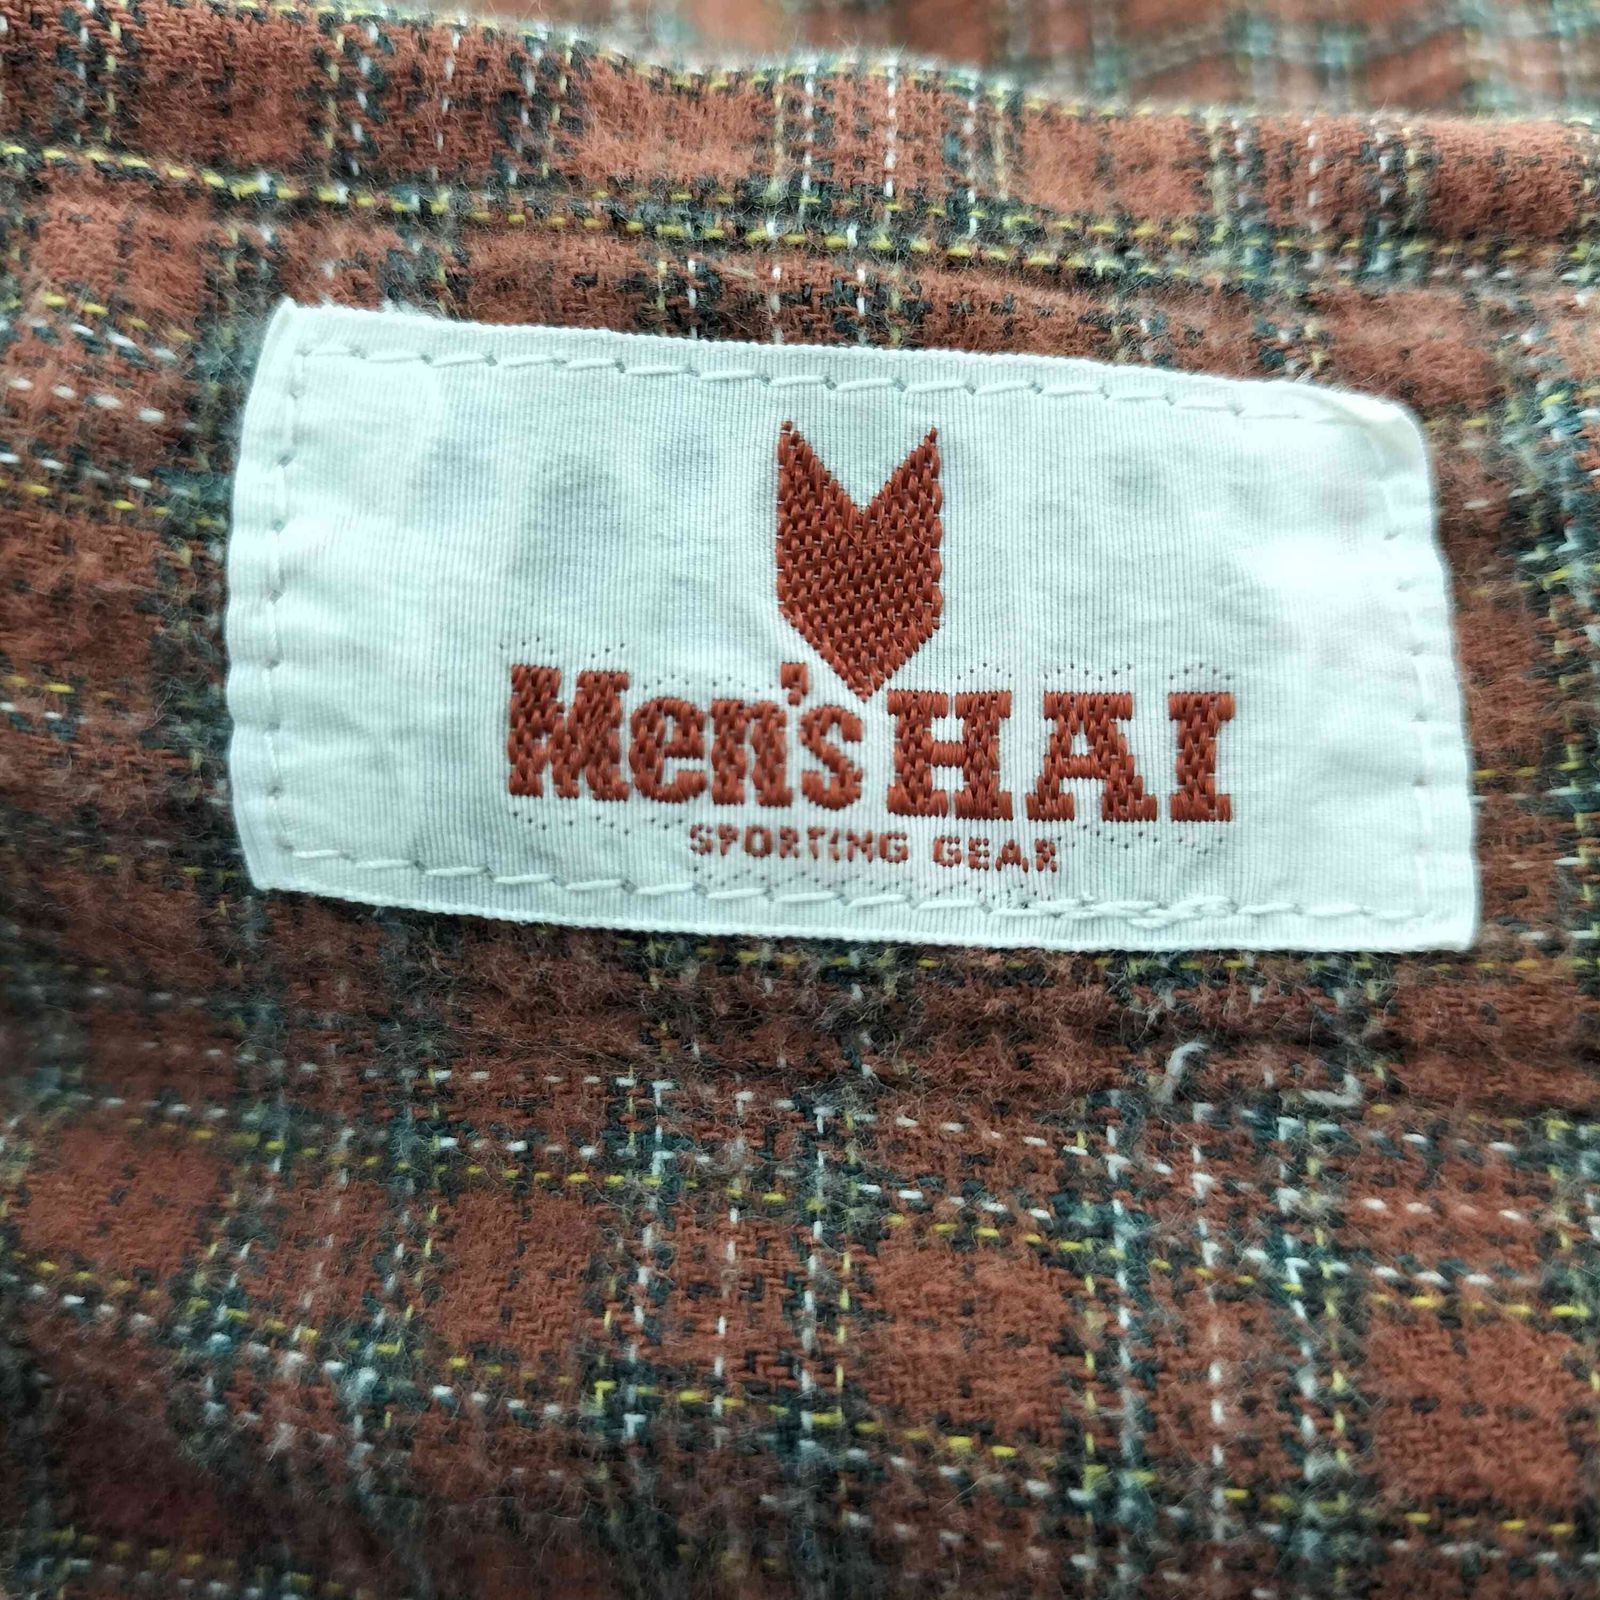 Men's HAI
SPORTING GEAR